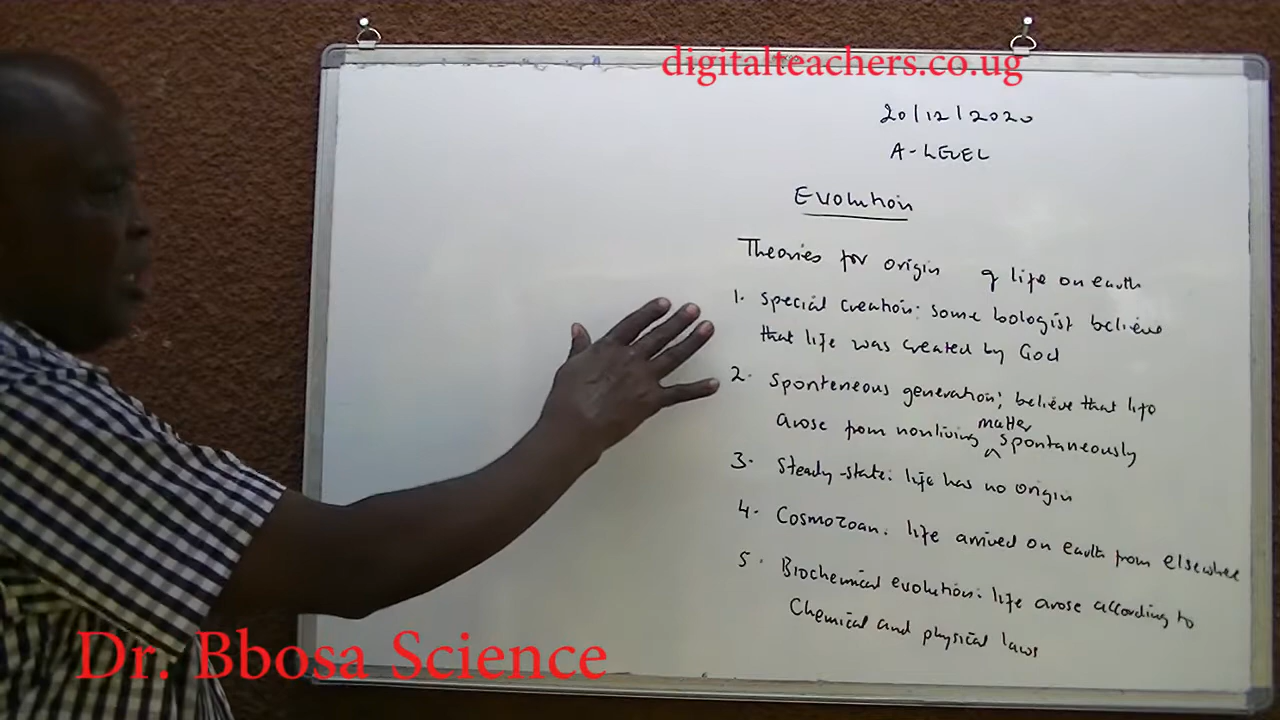 digitalteachers.co.ug
20/12/2020
A-LEVEL
Evolution
Theories for origin of life on earth
1. Special creation: some biologist believe
that life was created by God
2. Sponteneous generation; believe that life
matter
arose from nonliving ^ spontaneously
3. Steady-state: life has no origin
4. Cosmozoan: life arrived on earth from elsewhere
5. Biochemical evolution: life arose according to
Chemical and physical laws
Dr. Bbosa Science